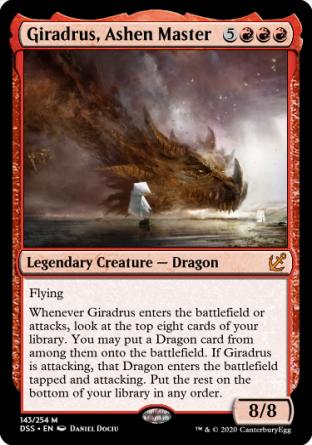 Giradrus, Ashen Master 5
Legendary Creature — Dragon
Flying
Whenever Giradrus enters the battlefield or
attacks, look at the top eight cards of your
library. You may put a Dragon card from
among them onto the battlefield. If Giradrus
is attacking, that Dragon enters the battlefield
tapped and attacking. Put the rest on the
bottom of your library in any order.
8/8
143/254 M
DSS • EN Daniel Dociu
™ & © 2020 CanterburyEgg